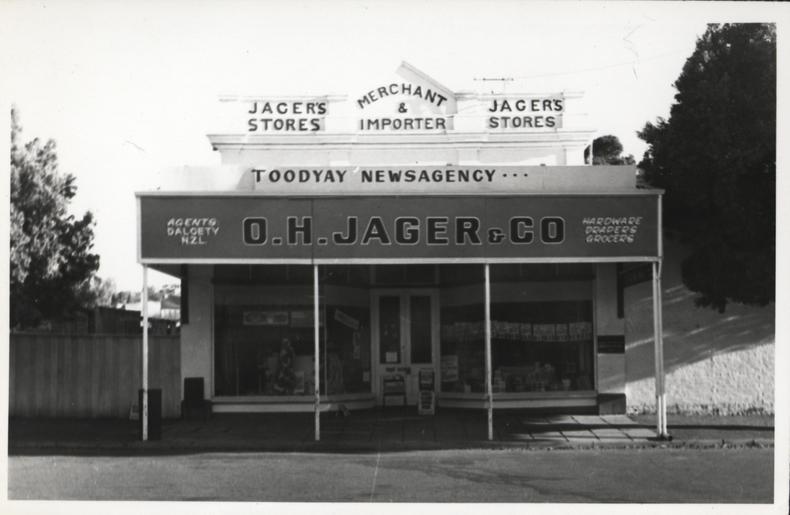 JAGER'S
STORES
MERCHANT
&
IMPORTER
JAGER'S
STORES
TOODYAY NEWSAGENCY...
AGENTS
DALGETY
NZL.
O.H. JAGER & CO
HARDWARE
DRAPERS
GROCERS